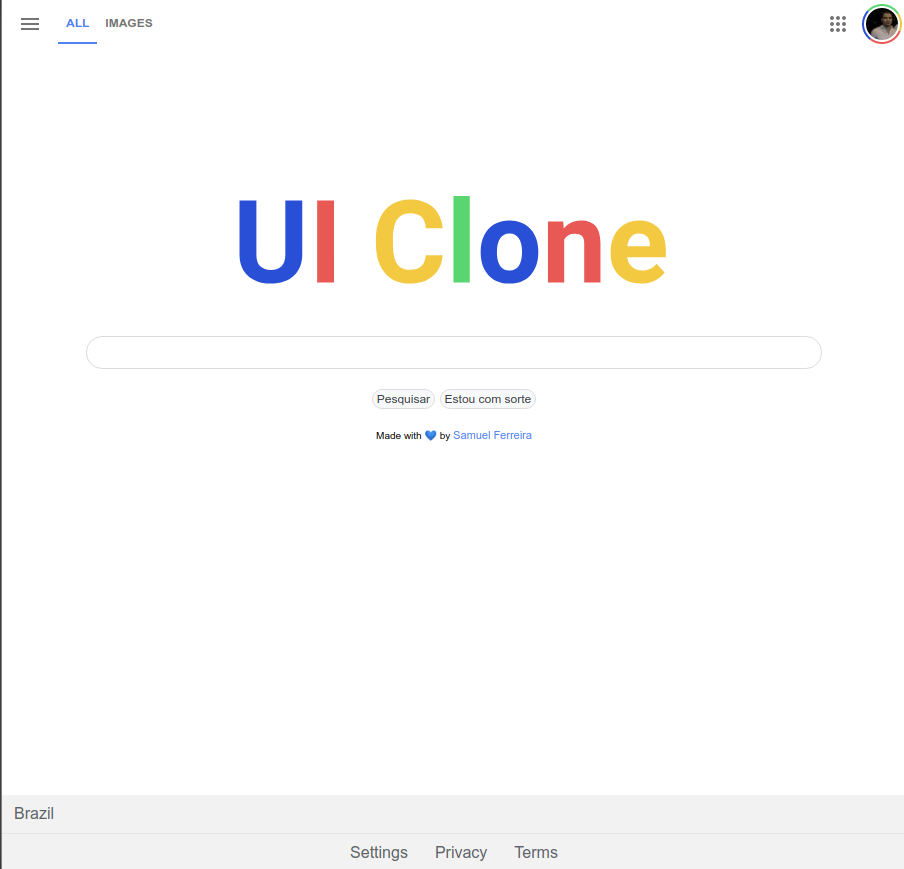 ALL IMAGES
UI Clone
Pesquisar Estou com sorte
Made with 💙 by Samuel Ferreira
Brazil
Settings Privacy Terms